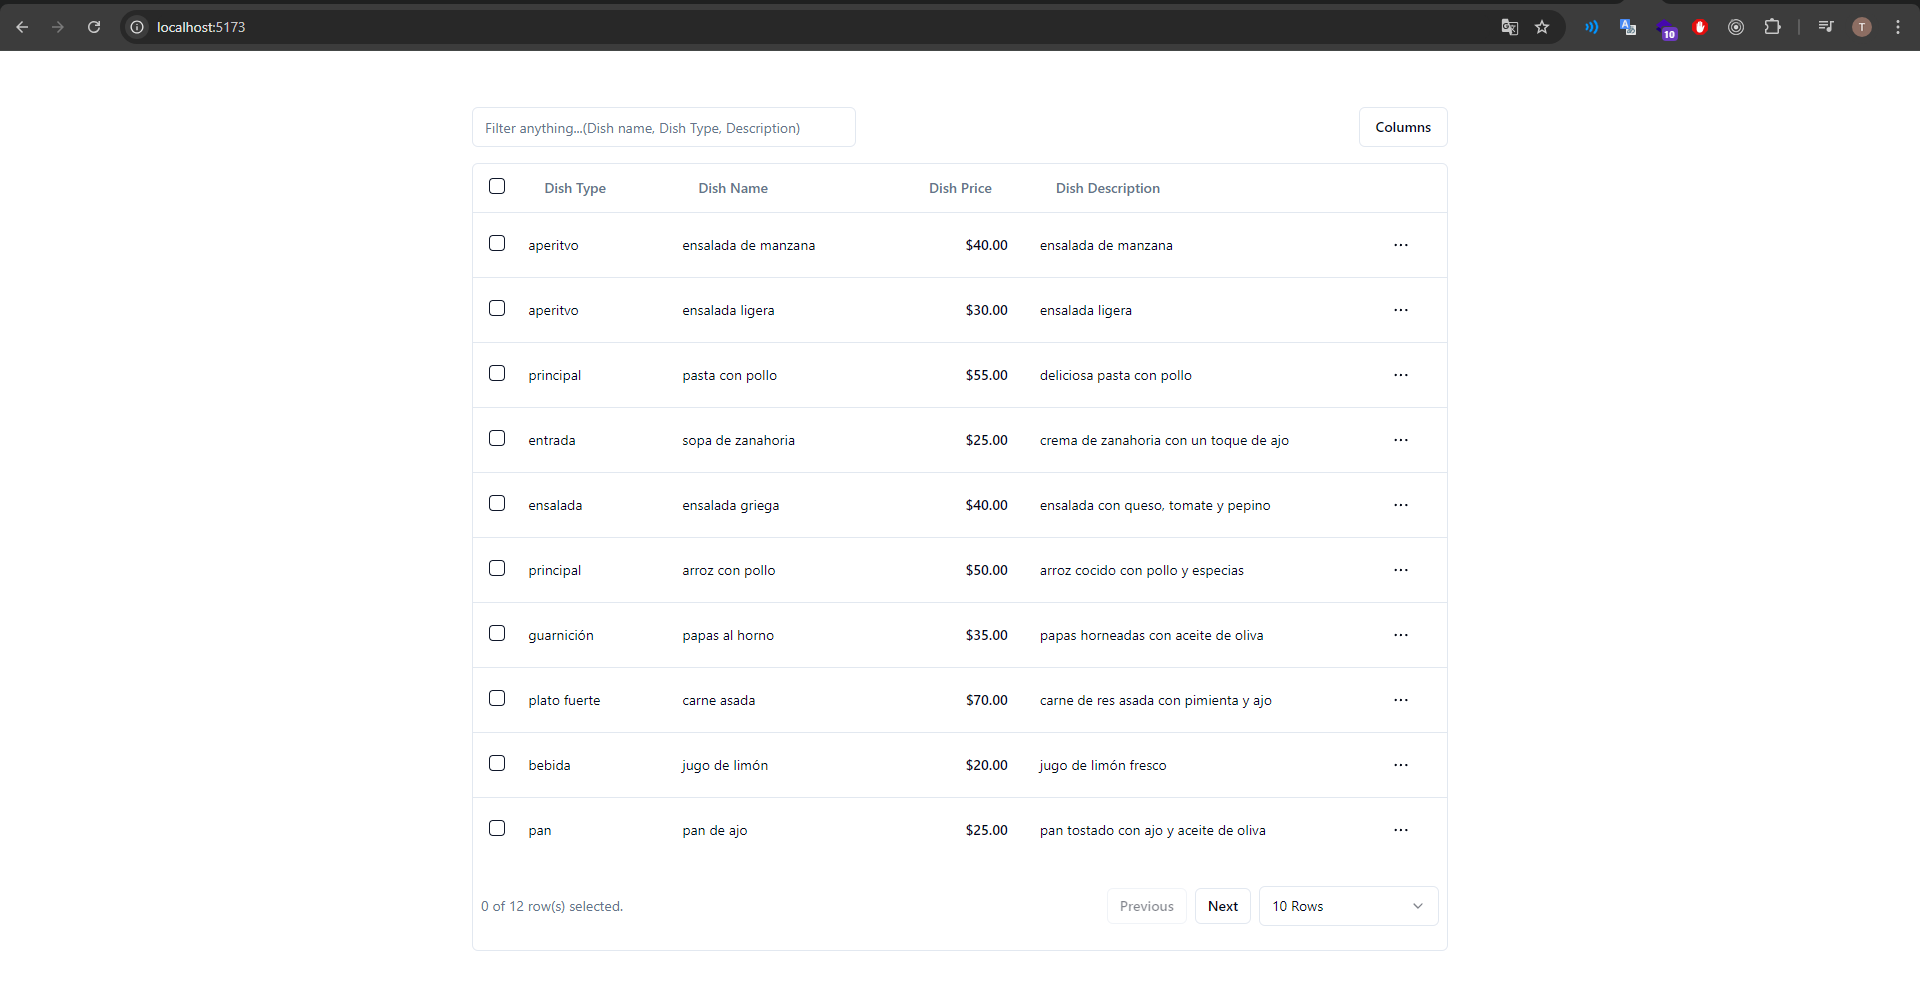 localhost:5173
10
T
Filter anything...(Dish name, Dish Type, Description)
Columns
Dish Type Dish Name Dish Price Dish Description
aperitvo ensalada de manzana $40.00 ensalada de manzana ...
aperitvo ensalada ligera $30.00 ensalada ligera ...
principal pasta con pollo $55.00 deliciosa pasta con pollo ...
entrada sopa de zanahoria $25.00 crema de zanahoria con un toque de ajo ...
ensalada ensalada griega $40.00 ensalada con queso, tomate y pepino ...
principal arroz con pollo $50.00 arroz cocido con pollo y especias ...
guarnición papas al horno $35.00 papas horneadas con aceite de oliva ...
plato fuerte carne asada $70.00 carne de res asada con pimienta y ajo ...
bebida jugo de limón $20.00 jugo de limón fresco ...
pan pan de ajo $25.00 pan tostado con ajo y aceite de oliva ...
0 of 12 row(s) selected.
Previous Next 10 Rows